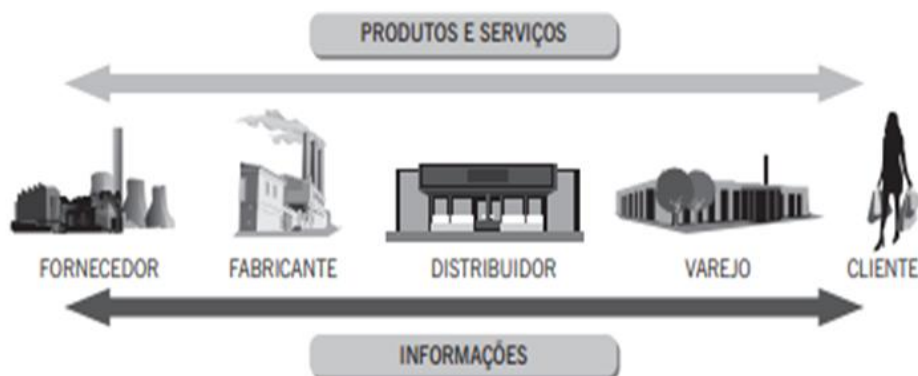 PRODUTOS E SERVIÇOS
FORNECEDOR
FABRICANTE
DISTRIBUIDOR
VAREJO
CLIENTE
INFORMAÇÕES